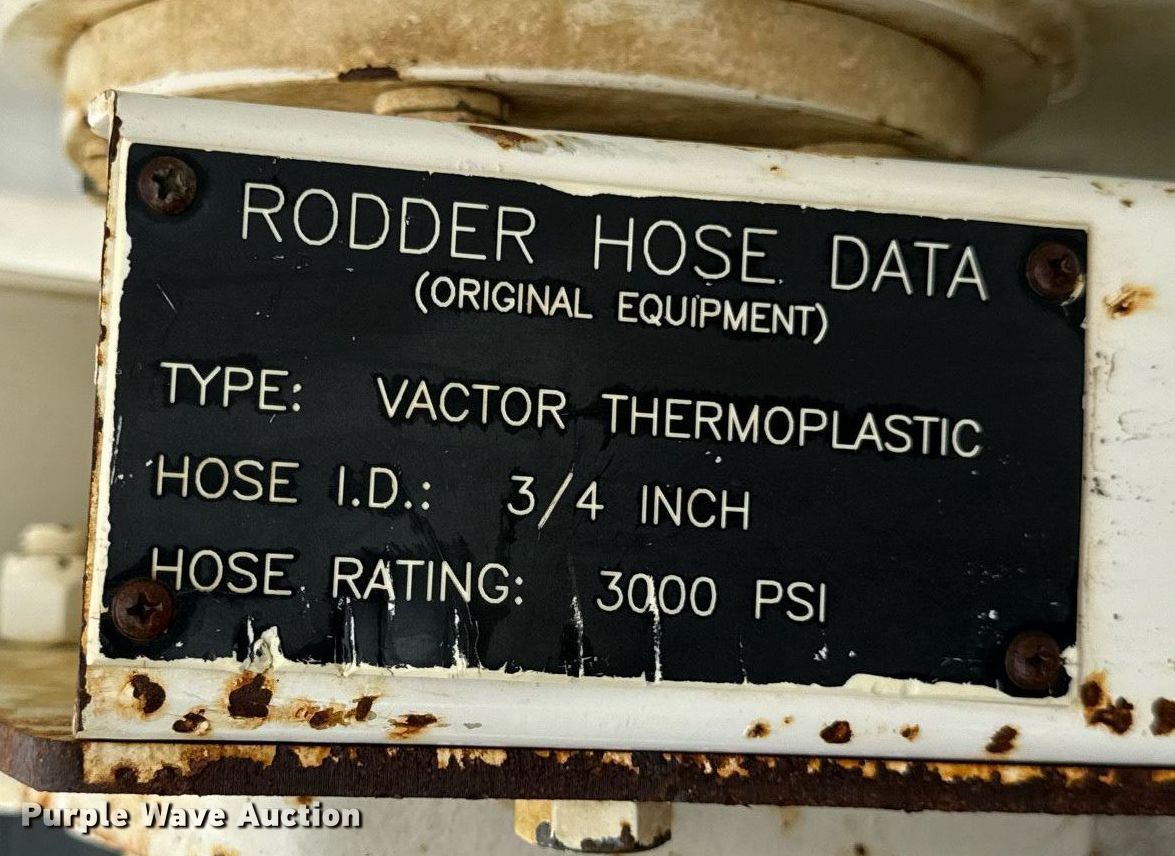 RODDER HOSE DATA
(ORIGINAL EQUIPMENT)
TYPE: VACTOR THERMOPLASTIC
HOSE I.D.: 3/4 INCH
HOSE RATING: 3000 PSI
Purple Wave Auction